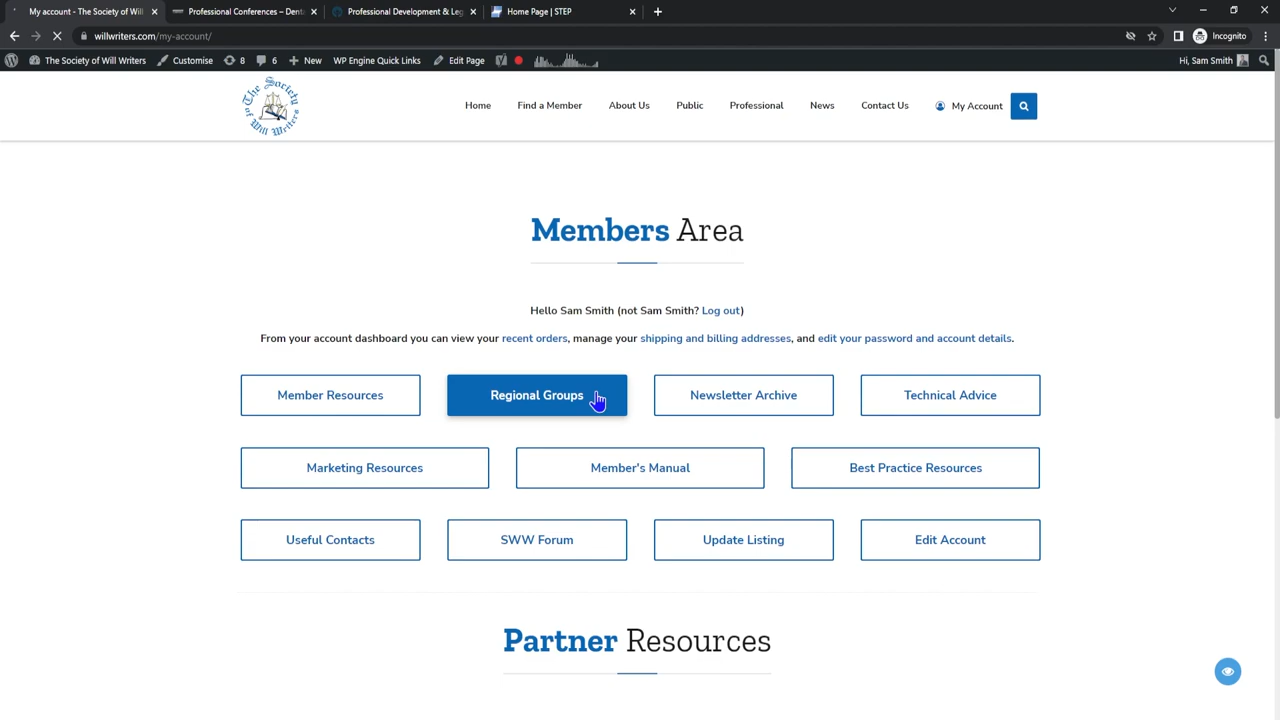 My account - The Society of Will
Professional Conferences – Dent
Professional Development & Leg
Home Page | STEP
willwriters.com/my-account/
Incognito
The Society of Will Writers
Customise
8
6
New
WP Engine Quick Links
Edit Page
Hi, Sam Smith
The Society
of Will Writers
Home
Find a Member
About Us
Public
Professional
News
Contact Us
My Account
Members Area
Hello Sam Smith (not Sam Smith? Log out)
From your account dashboard you can view your recent orders, manage your shipping and billing addresses, and edit your password and account details.
Member Resources
Regional Groups
Newsletter Archive
Technical Advice
Marketing Resources
Member's Manual
Best Practice Resources
Useful Contacts
SWW Forum
Update Listing
Edit Account
Partner Resources